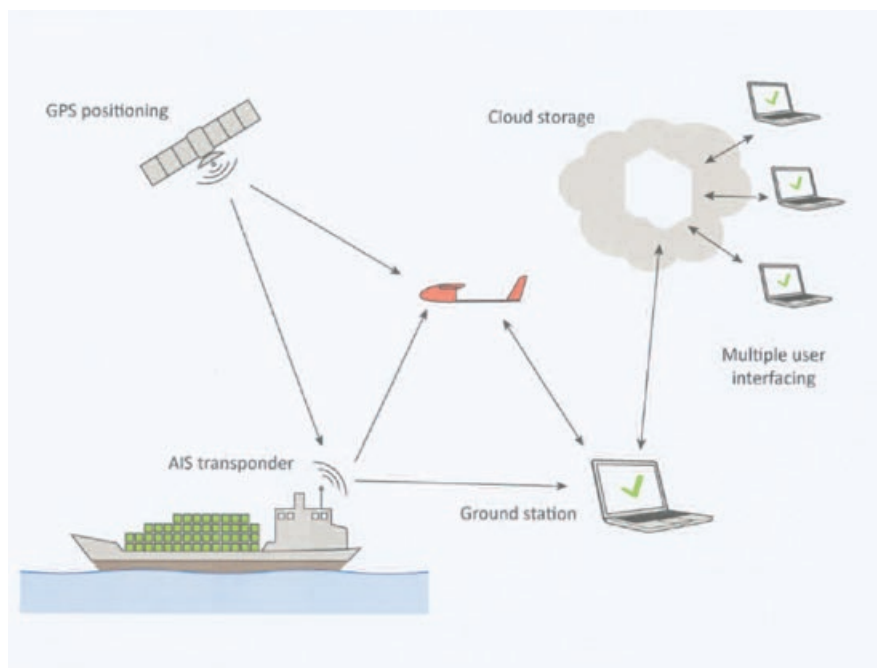 GPS positioning
Cloud storage
Multiple user
interfacing
AIS transponder
Ground station